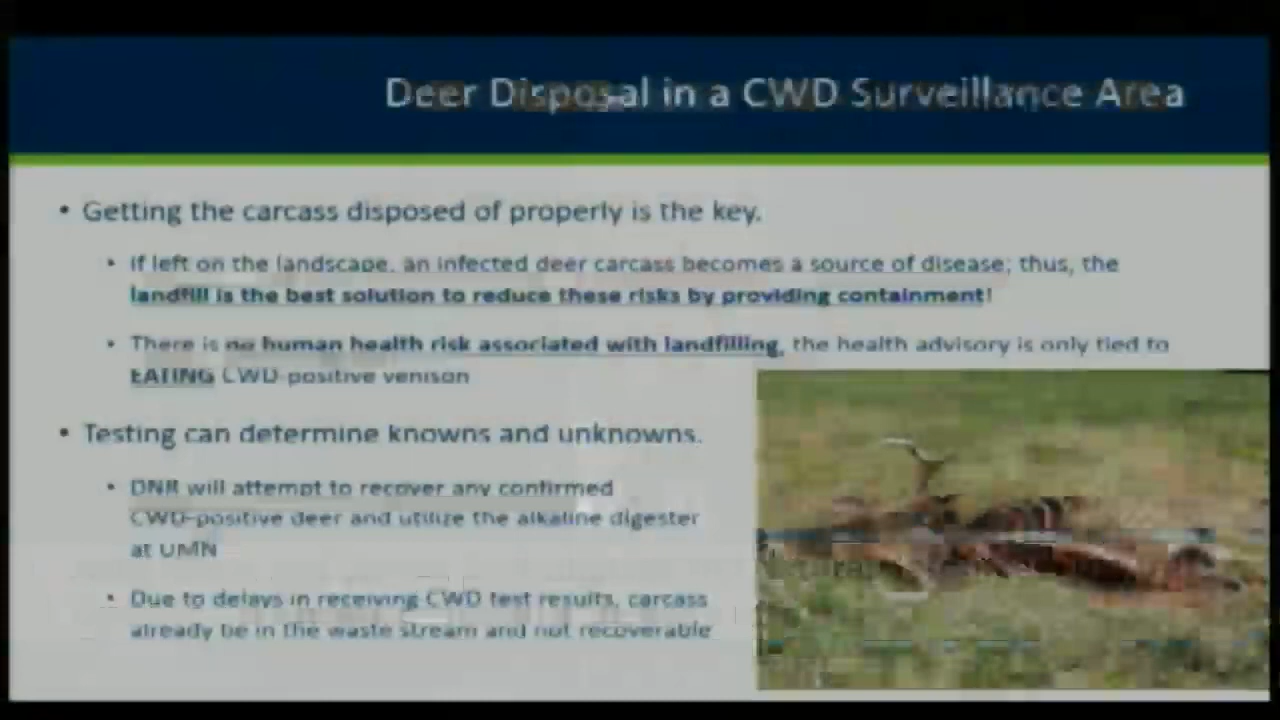 Deer Disposal in a CWD Surveillance Area
• Getting the carcass disposed of properly is the key.
• If left on the landscape, an infected deer carcass becomes a source of disease; thus, the
landfill is the best solution to reduce these risks by providing containment!
• There is no human health risk associated with landfilling, the health advisory is only tied to
EATING CWD-positive venison
• Testing can determine knowns and unknowns.
• DNR will attempt to recover any confirmed
CWD-positive deer and utilize the alkaline digester
at UMN
• Due to delays in receiving CWD test results, carcass
already be in the waste stream and not recoverable